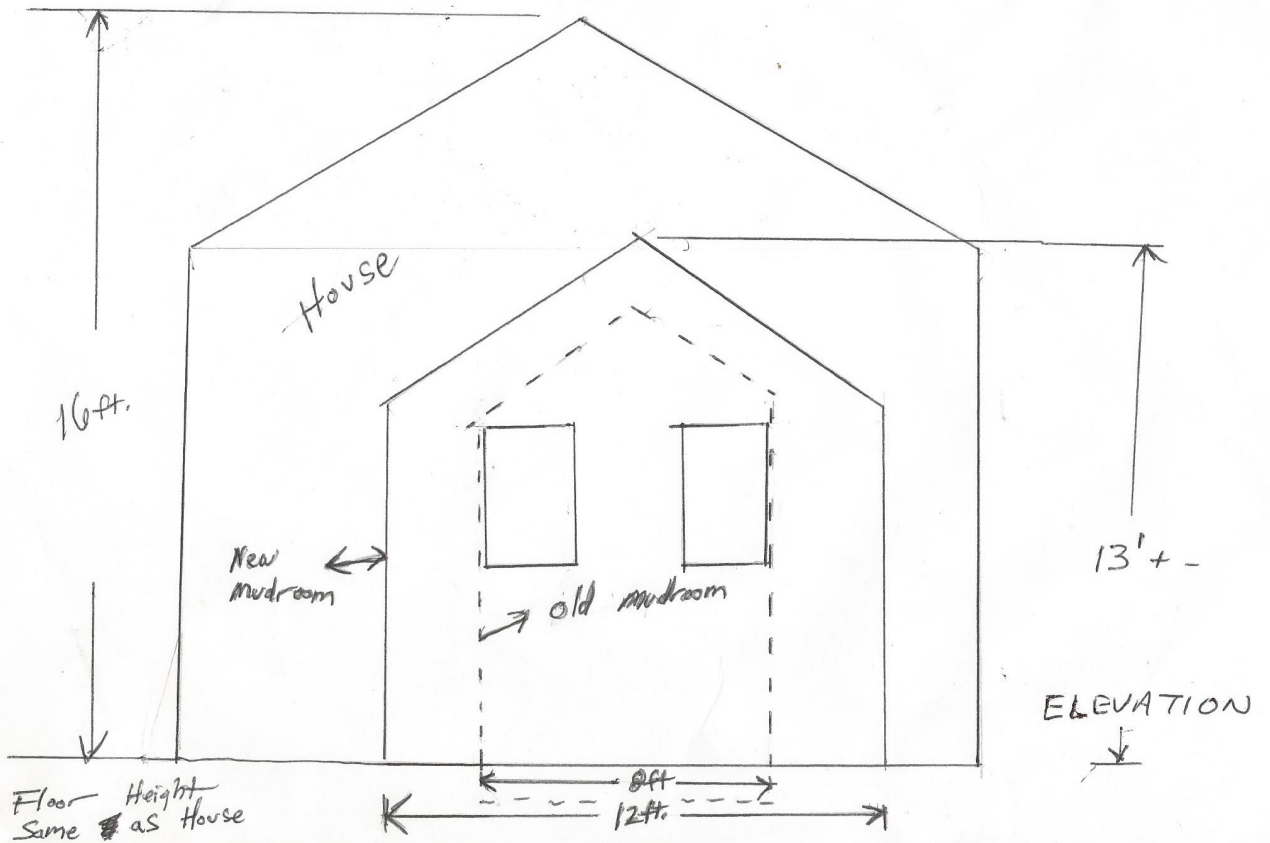 House
16ft.
New
mudroom
old mudroom
13'+-
ELEVATION
8ft
12ft.
Floor Height
Same as House